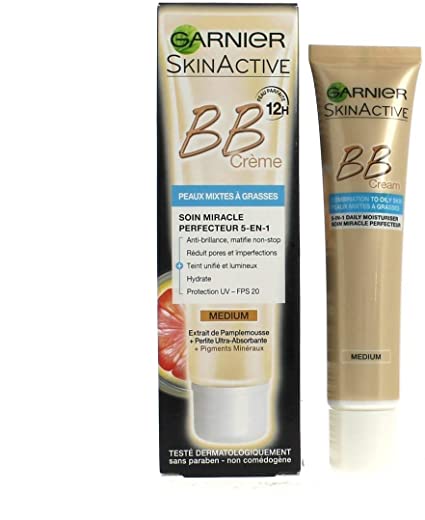 GARNIER
SKINACTIVE
PEAU PARFAITE
12H
BB
Crème
PEAUX MIXTES À GRASSES
SOIN MIRACLE
PERFECTEUR 5-EN-1
Anti-brillance, matifie non-stop
Réduit pores et imperfections
+ Teint unifié et lumineux
Hydrate
Protection UV – FPS 20
MEDIUM
Extrait de Pamplemousse
+ Perlite Ultra-Absorbante
+ Pigments Minéraux
TESTÉ DERMATOLOGIQUEMENT
sans paraben - non comédogène
GARNIER
SKINACTIVE
BB
Cream
COMBINATION TO OILY SKIN
PEAUX MIXTES À GRASSES
5-IN-1 DAILY MOISTURISER
SOIN MIRACLE PERFECTEUR
MEDIUM